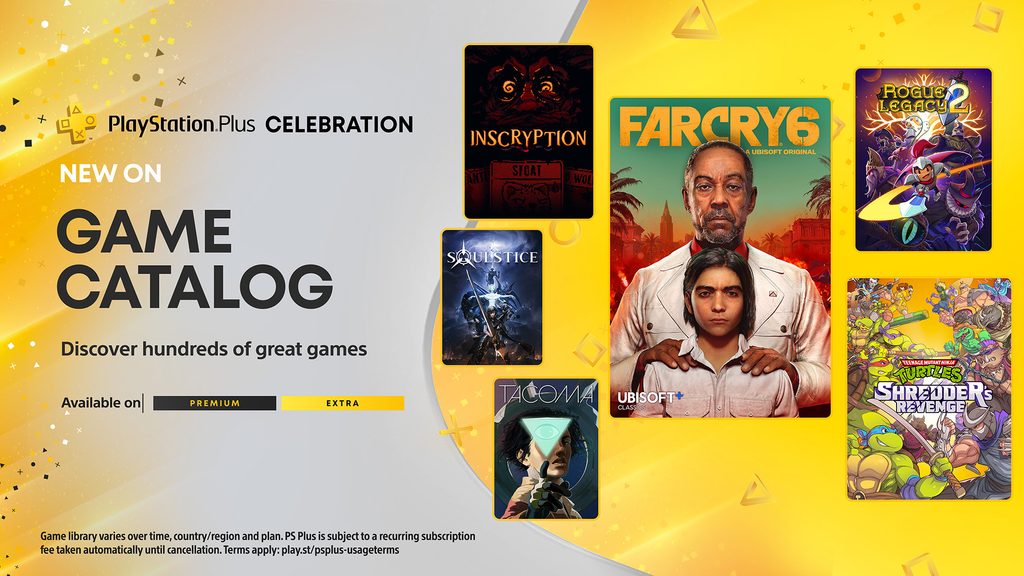 PlayStation.Plus CELEBRATION
NEW ON
GAME
CATALOG
Discover hundreds of great games
Available on
PREMIUM
EXTRA
Game library varies over time, country/region and plan. PS Plus is subject to a recurring subscription
fee taken automatically until cancellation. Terms apply: play.st/psplus-usageterms
INSCRYPTION
SOULSTICE
TACOMA
FARCRY6
A UBISOFT ORIGINAL
UBISOFT+
CLASSICS
ROGUE
LEGACY 2
TEENAGE MUTANT NINJA
TURTLES
SHREDDER's
REVENGE